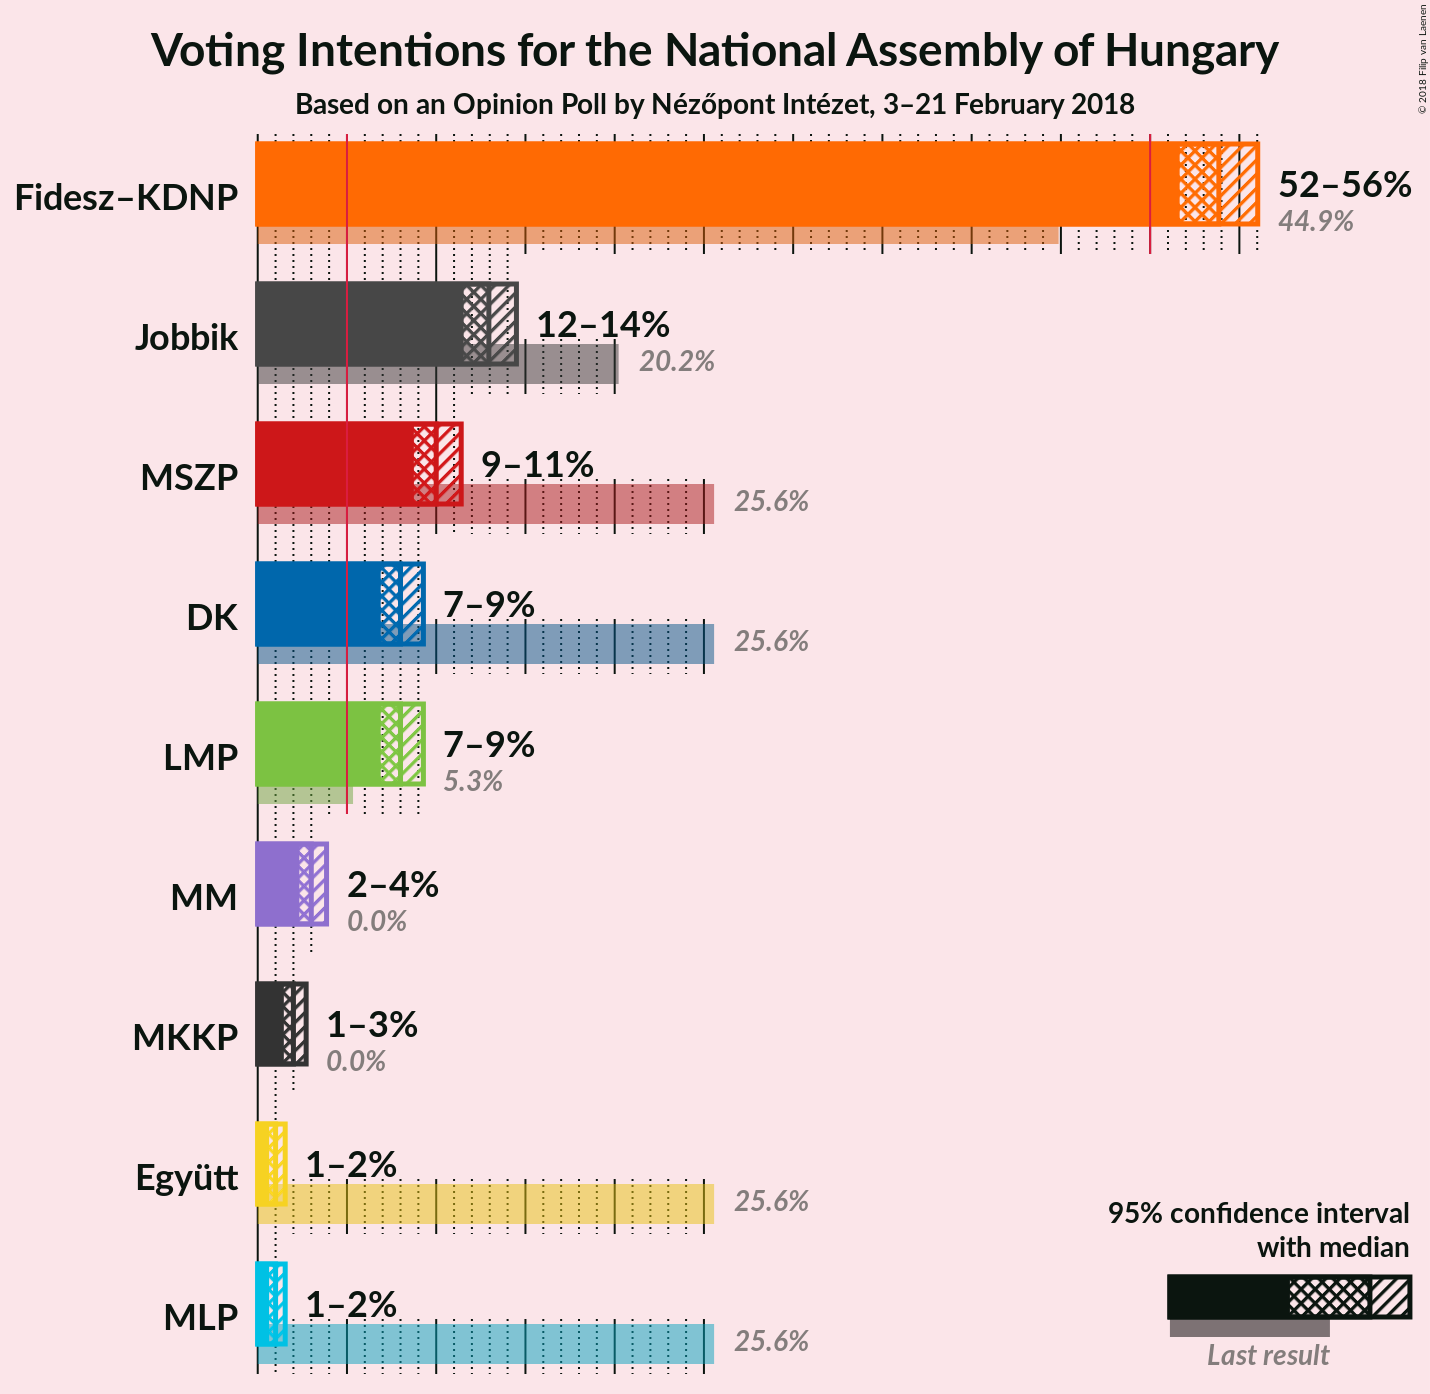 Voting Intentions for the National Assembly of Hungary
Based on an Opinion Poll by Nézőpont Intézet, 3–21 February 2018
© 2018 Filip van Laenen
Fidesz–KDNP
52–56%
44.9%
Jobbik
12–14%
20.2%
MSZP
9–11%
25.6%
DK
7–9%
25.6%
LMP
7–9%
5.3%
MM
2–4%
0.0%
MKKP
1–3%
0.0%
Együtt
1–2%
25.6%
MLP
1–2%
25.6%
95% confidence interval
with median
Last result